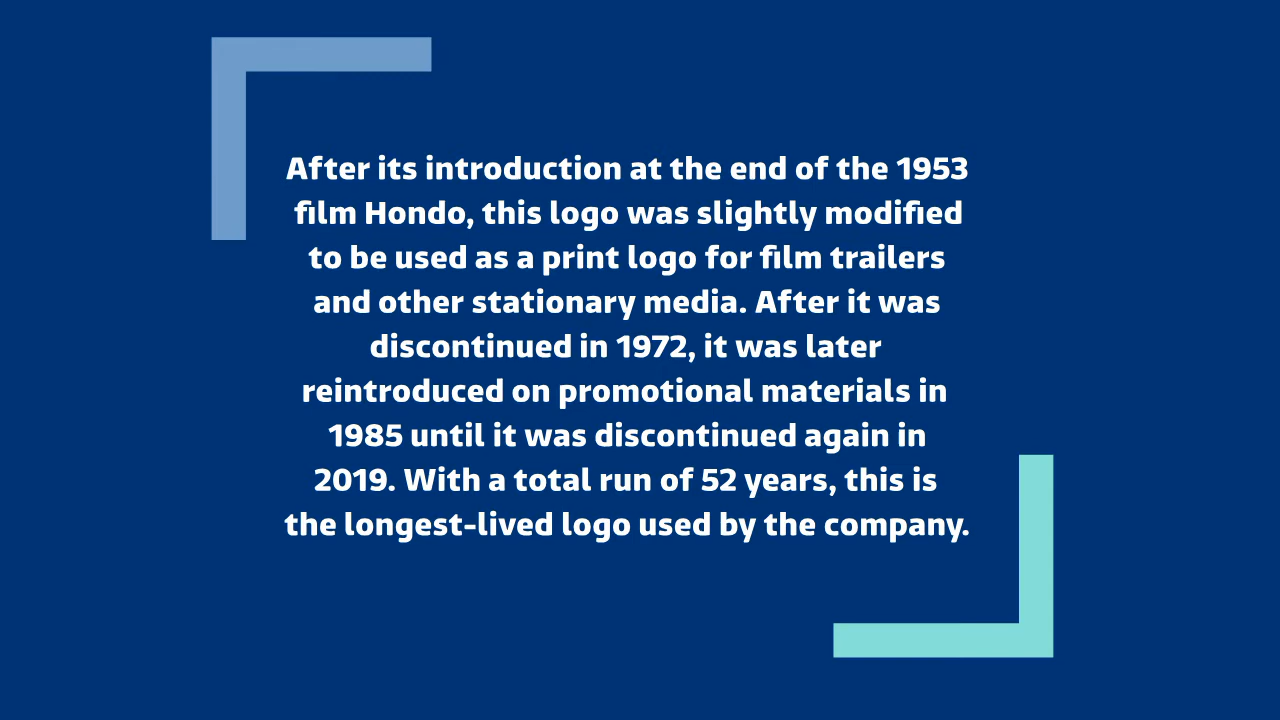 After its introduction at the end of the 1953
film Hondo, this logo was slightly modified
to be used as a print logo for film trailers
and other stationary media. After it was
discontinued in 1972, it was later
reintroduced on promotional materials in
1985 until it was discontinued again in
2019. With a total run of 52 years, this is
the longest-lived logo used by the company.